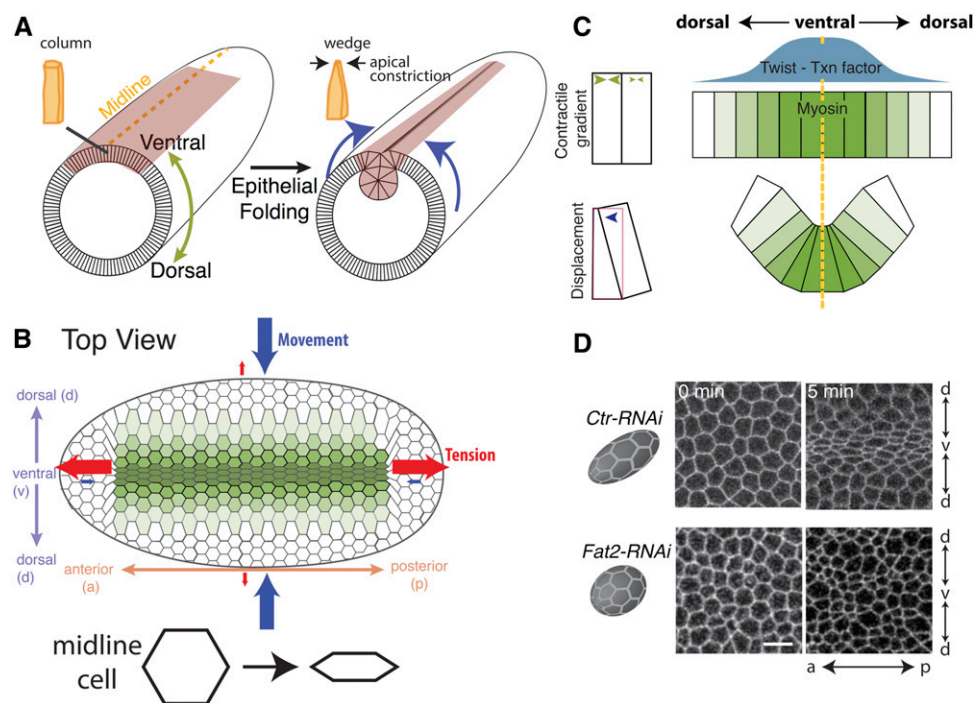 A
column
Midline
Ventral
Dorsal
Epithelial
Folding
wedge
apical
constriction
B
Top View
Movement
dorsal (d)
ventral
(v)
dorsal
(d)
Tension
anterior
(a)
posterior
(p)
midline
cell
C
dorsal
ventral
dorsal
Twist - Txn factor
Contractile
gradient
Myosin
Displacement
D
0 min
5 min
Ctr-RNAi
d
v
d
Fat2-RNAi
d
v
d
a
p